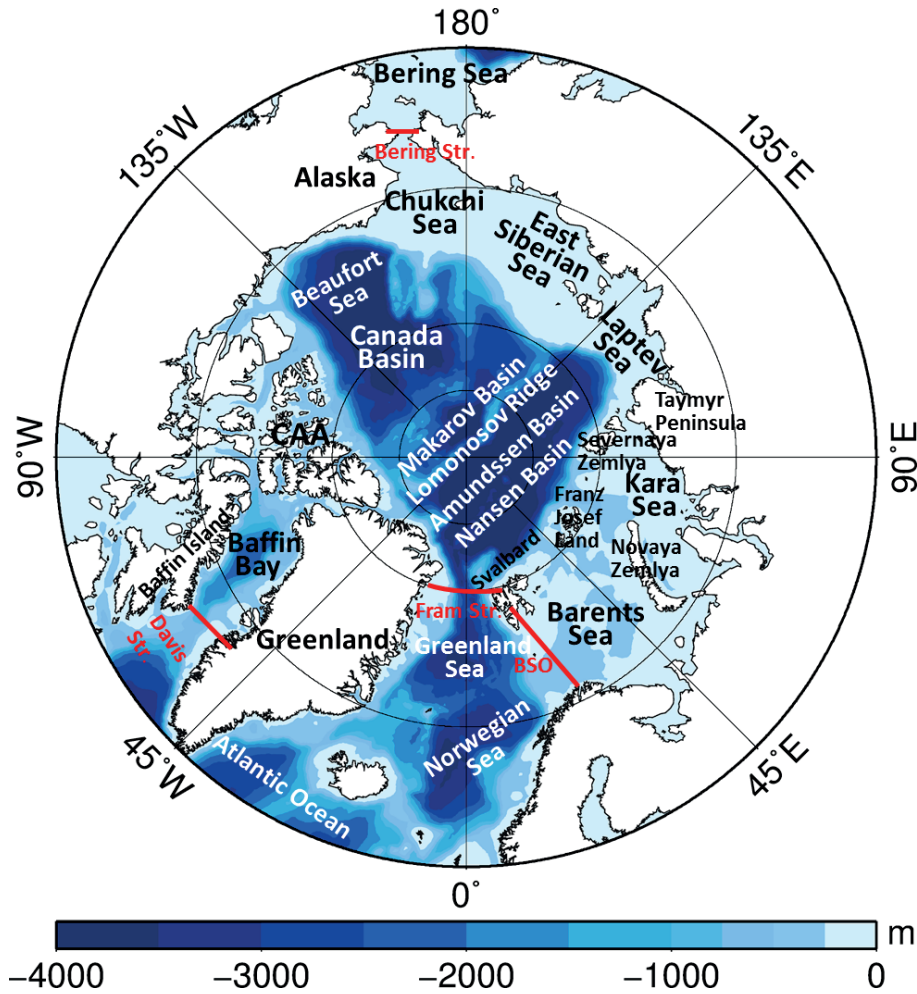 180°
Bering Sea
135°W
135°E
Bering Str.
Alaska
Chukchi
Sea
East
Siberian
Sea
Beaufort
Sea
Laptev
Sea
Canada
Basin
Makarov Basin
Lomonosov Ridge
Amundssen Basin
Nansen Basin
Taymyr
Peninsula
CAA
90°W
90°E
Severnaya
Zemlya
Kara
Sea
Franz
Josef
Land
Baffin Island
Baffin
Bay
Svalbard
Novaya
Zemlya
Fram Str.
Barents
Sea
Davis
Str.
Greenland
Greenland
Sea
BSO
Norwegian
Sea
45°W
45°E
Atlantic Ocean
0°
m
−4000 −3000 −2000 −1000 0